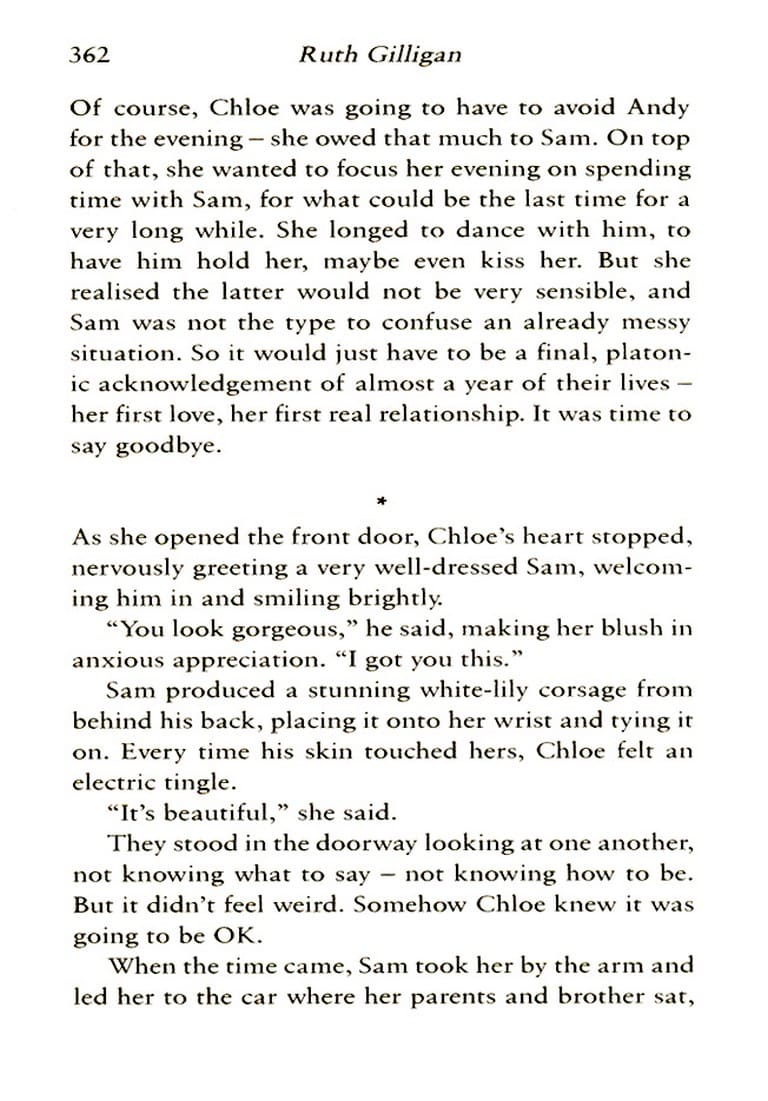 362
Ruth Gilligan
Of course, Chloe was going to have to avoid Andy
for the evening – she owed that much to Sam. On top
of that, she wanted to focus her evening on spending
time with Sam, for what could be the last time for a
very long while. She longed to dance with him, to
have him hold her, maybe even kiss her. But she
realised the latter would not be very sensible, and
Sam was not the type to confuse an already messy
situation. So it would just have to be a final, platon-
ic acknowledgement of almost a year of their lives –
her first love, her first real relationship. It was time to
say goodbye.
*
As she opened the front door, Chloe’s heart stopped,
nervously greeting a very well-dressed Sam, welcom-
ing him in and smiling brightly.
“You look gorgeous,” he said, making her blush in
anxious appreciation. “I got you this.”
Sam produced a stunning white-lily corsage from
behind his back, placing it onto her wrist and tying it
on. Every time his skin touched hers, Chloe felt an
electric tingle.
“It’s beautiful,” she said.
They stood in the doorway looking at one another,
not knowing what to say – not knowing how to be.
But it didn’t feel weird. Somehow Chloe knew it was
going to be OK.
When the time came, Sam took her by the arm and
led her to the car where her parents and brother sat,